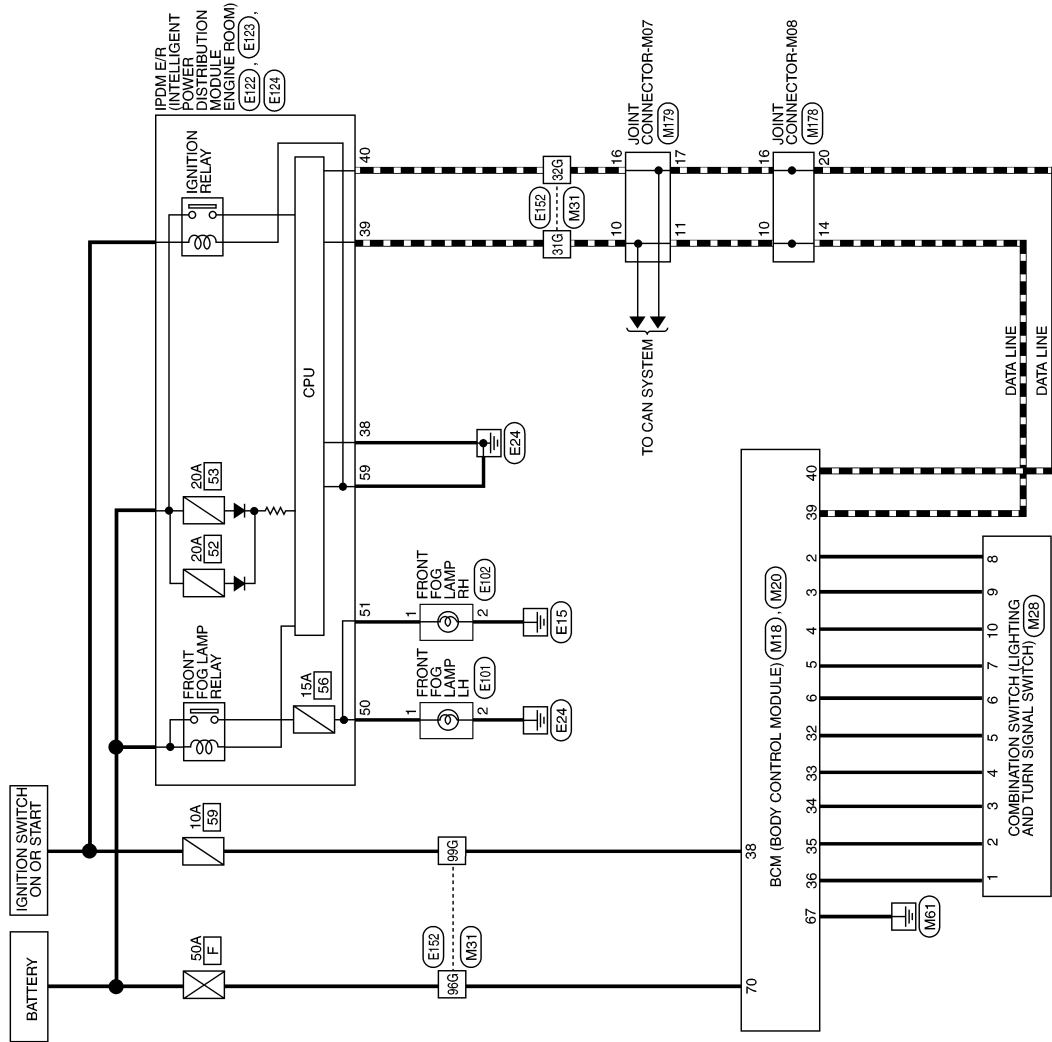 BATTERY
IGNITION SWITCH
ON OR START
50A
F
10A
59
FRONT
FOG LAMP
RELAY
20A
52
20A
53
IGNITION
RELAY
IPDM E/R
(INTELLIGENT
POWER
DISTRIBUTION
MODULE
ENGINE ROOM)
E122 , E123 ,
E124
15A
56
CPU
50
51
59
38
39
40
1
FRONT
FOG
LAMP
LH
E101
2
E24
1
FRONT
FOG
LAMP
RH
E102
2
E15
E24
E152
96G
99G
M31
E152
31G
32G
M31
10
16
JOINT
CONNECTOR-M07
M179
11
17
TO CAN SYSTEM
10
16
JOINT
CONNECTOR-M08
M178
14
20
DATA LINE
DATA LINE
70
38
BCM (BODY CONTROL MODULE) M18 , M20
67
36
35
34
33
32
6
5
4
3
2
39
40
M61
1
2
3
4
5
6
7
10
9
8
COMBINATION SWITCH (LIGHTING
AND TURN SIGNAL SWITCH) M28